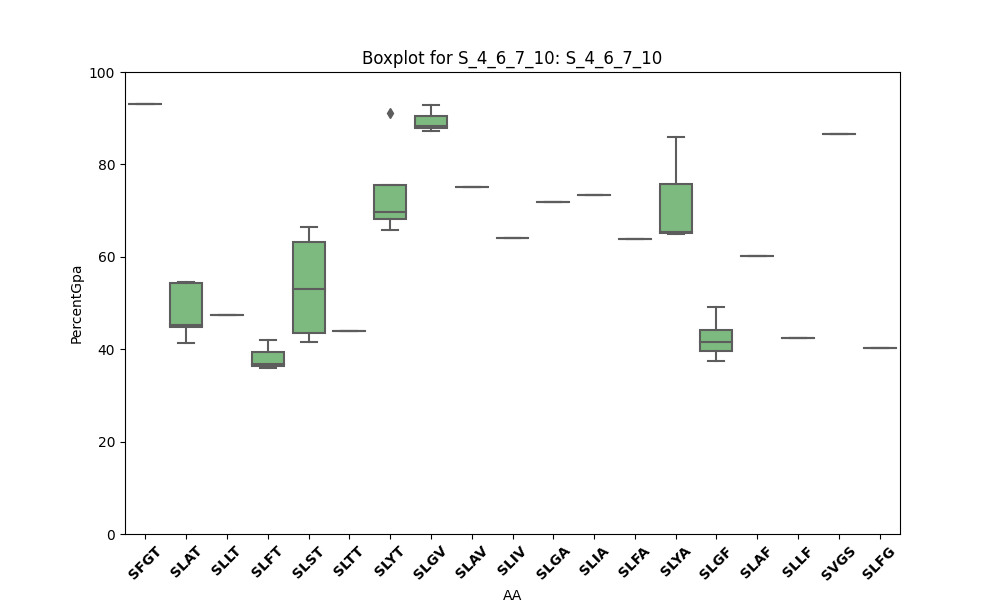 Boxplot for S_4_6_7_10: S_4_6_7_10
100
80
60
40
20
0
PercentGpa
SFGT SLAT SLLT SLFT SLST SLTT SLYT SLGV SLAV SLIV SLGA SLIA SLFA SLYA SLGF SLAF SLLF SVGS SLFG
AA